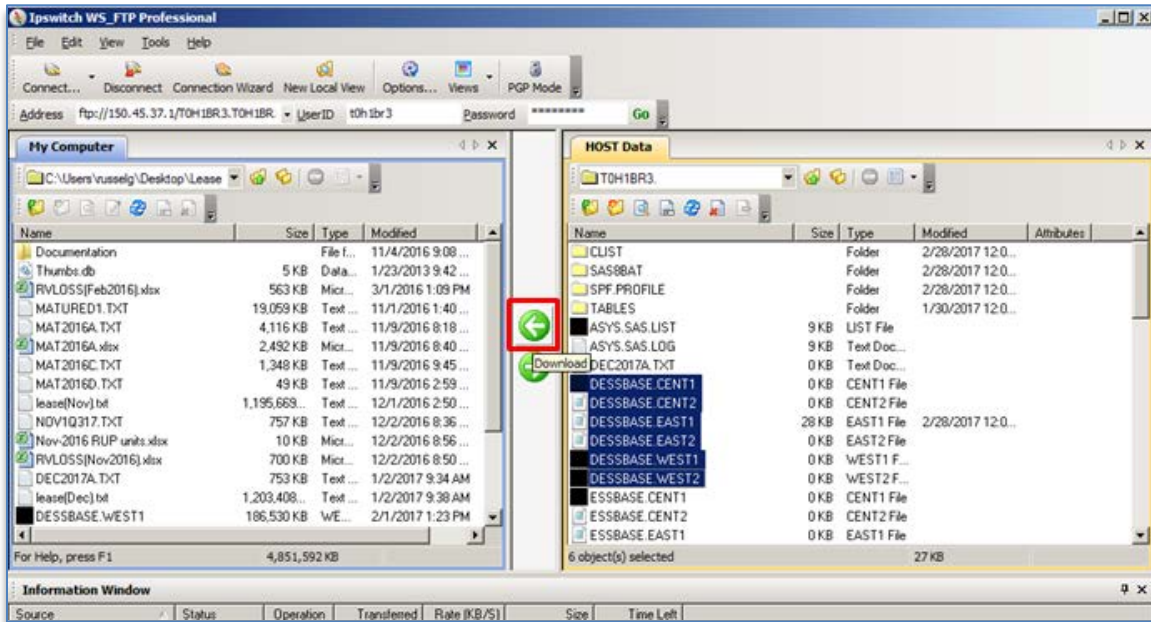 Ipswitch WS_FTP Professional
File Edit View Tools Help
Connect... Disconnect Connection Wizard New Local View Options... Views PGP Mode
Address ftp://150.45.37.1/T0H1BR3.T0H1BR. UserID t0h1br3 Password ******** Go
My Computer
C:\Users\russelg\Desktop\Lease
Name Size Type Modified
Documentation File f... 11/4/2016 9:08 ...
Thumbs.db 5 KB Data... 1/23/2013 9:42 ...
RVLOSS(Feb2016).xlsx 563 KB Micr... 3/1/2016 1:09 PM
MATURED1.TXT 19,059 KB Text ... 11/1/2016 1:40 ...
MAT2016A.TXT 4,116 KB Text ... 11/9/2016 8:18 ...
MAT2016A.xlsx 2,492 KB Micr... 11/9/2016 8:40 ...
MAT2016C.TXT 1,348 KB Text ... 11/9/2016 9:45 ...
MAT2016D.TXT 49 KB Text ... 11/9/2016 2:59 ...
lease(Nov).txt 1,195,669... Text ... 12/1/2016 2:50 ...
NOV1Q317.TXT 757 KB Text ... 12/2/2016 8:36 ...
Nov-2016 RUP units.xlsx 10 KB Micr... 12/2/2016 8:56 ...
RVLOSS(Nov2016).xlsx 700 KB Micr... 12/2/2016 8:50 ...
DEC2017A.TXT 753 KB Text ... 1/2/2017 9:34 AM
lease(Dec).txt 1,203,408... Text ... 1/2/2017 9:38 AM
DESSBASE.WEST1 186,530 KB WE... 2/1/2017 1:23 PM
For Help, press F1 4,851,592 KB
Download
HOST Data
T0H1BR3.
Name Size Type Modified Attributes
CLIST Folder 2/28/2017 12:0...
SAS8BAT Folder 2/28/2017 12:0...
SPF.PROFILE Folder 2/28/2017 12:0...
TABLES Folder 1/30/2017 12:0...
ASYS.SAS.LIST 9 KB LIST File
ASYS.SAS.LOG 9 KB Text Doc...
DEC2017A.TXT 0 KB Text Doc...
DESSBASE.CENT1 0 KB CENT1 File
DESSBASE.CENT2 0 KB CENT2 File
DESSBASE.EAST1 28 KB EAST1 File 2/28/2017 12:0...
DESSBASE.EAST2 0 KB EAST2 File
DESSBASE.WEST1 0 KB WEST1 F...
DESSBASE.WEST2 0 KB WEST2 F...
ESSBASE.CENT1 0 KB CENT1 File
ESSBASE.CENT2 0 KB CENT2 File
ESSBASE.EAST1 0 KB EAST1 File
6 object(s) selected 27 KB
Information Window
Source Status Operation Transferred Rate (KB/S) Size Time Left